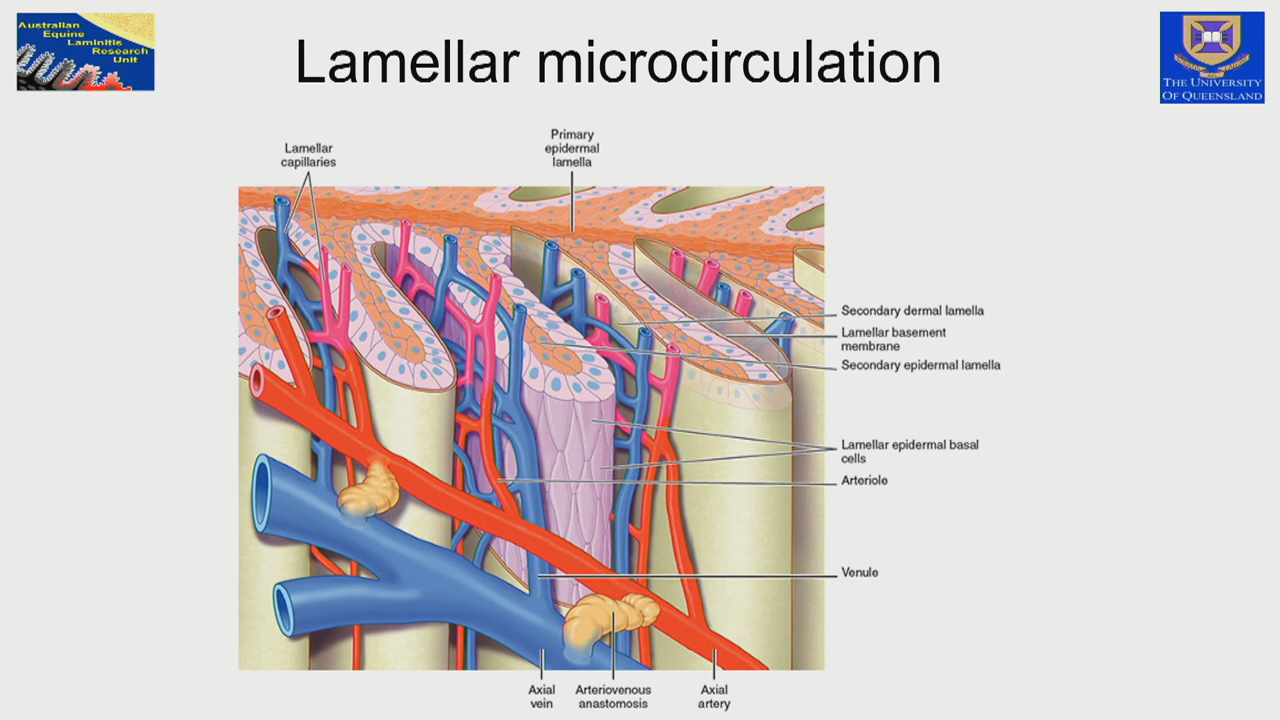 Australian
Equine
Laminitis
Research
Unit
Lamellar microcirculation
THE UNIVERSITY
OF QUEENSLAND
Lamellar
capillaries
Primary
epidermal
lamella
Secondary dermal lamella
Lamellar basement
membrane
Secondary epidermal lamella
Lamellar epidermal basal
cells
Arteriole
Venule
Axial
vein
Arteriovenous
anastomosis
Axial
artery